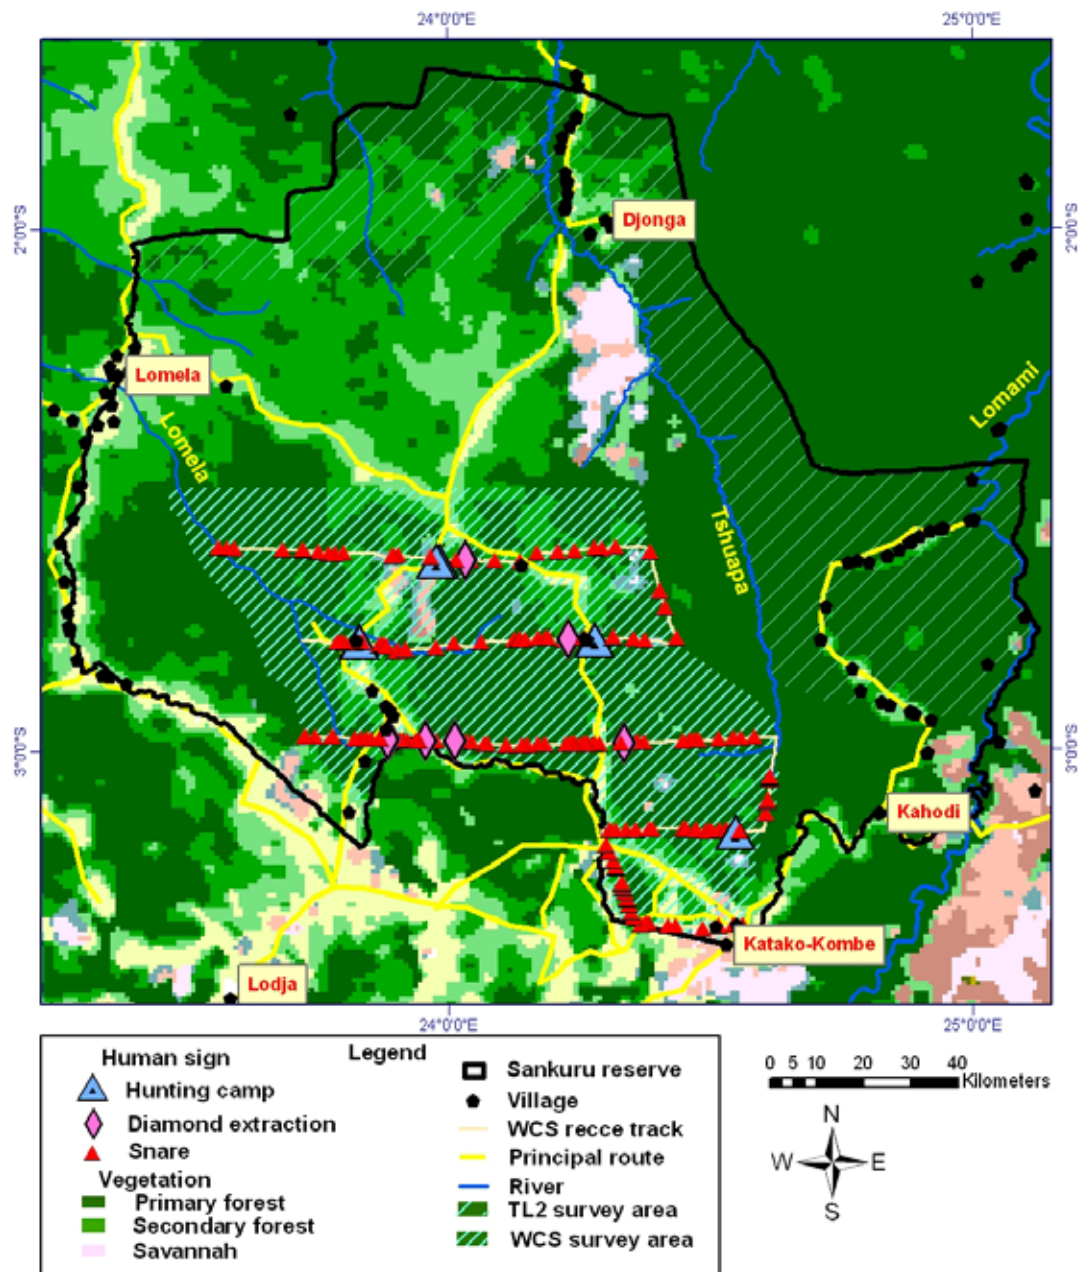 24°0'0"E
25°0'0"E
2°0'0"S
2°0'0"S
Djonga
Lomela
Lomela
Lomami
Tshuapa
3°0'0"S
3°0'0"S
Kahodi
Katako-Kombe
Lodja
24°0'0"E
25°0'0"E
Legend
Human sign
Hunting camp
Diamond extraction
Snare
Vegetation
Primary forest
Secondary forest
Savannah
Sankuru reserve
Village
WCS recce track
Principal route
River
TL2 survey area
WCS survey area
0 5 10 20 30 40
Kilometers
N
W E
S